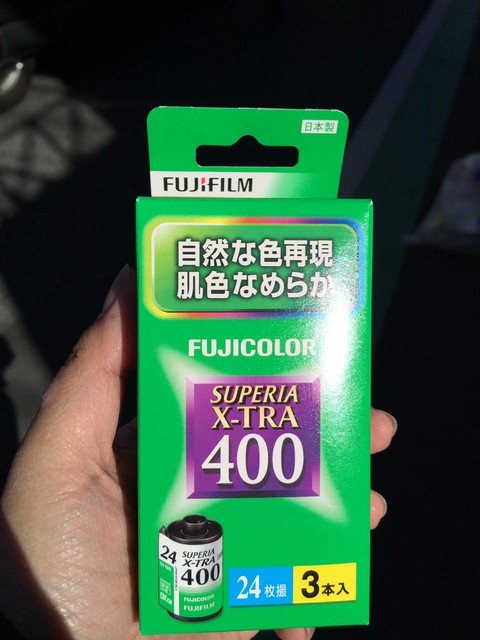 日本製
FUJIFILM
自然な色再現
肌色なめらか
FUJICOLOR
SUPERIA
X-TRA
400
24
SUPERIA
X-TRA
400
FUJICOLOR
FUJIFILM
24枚撮
3本入